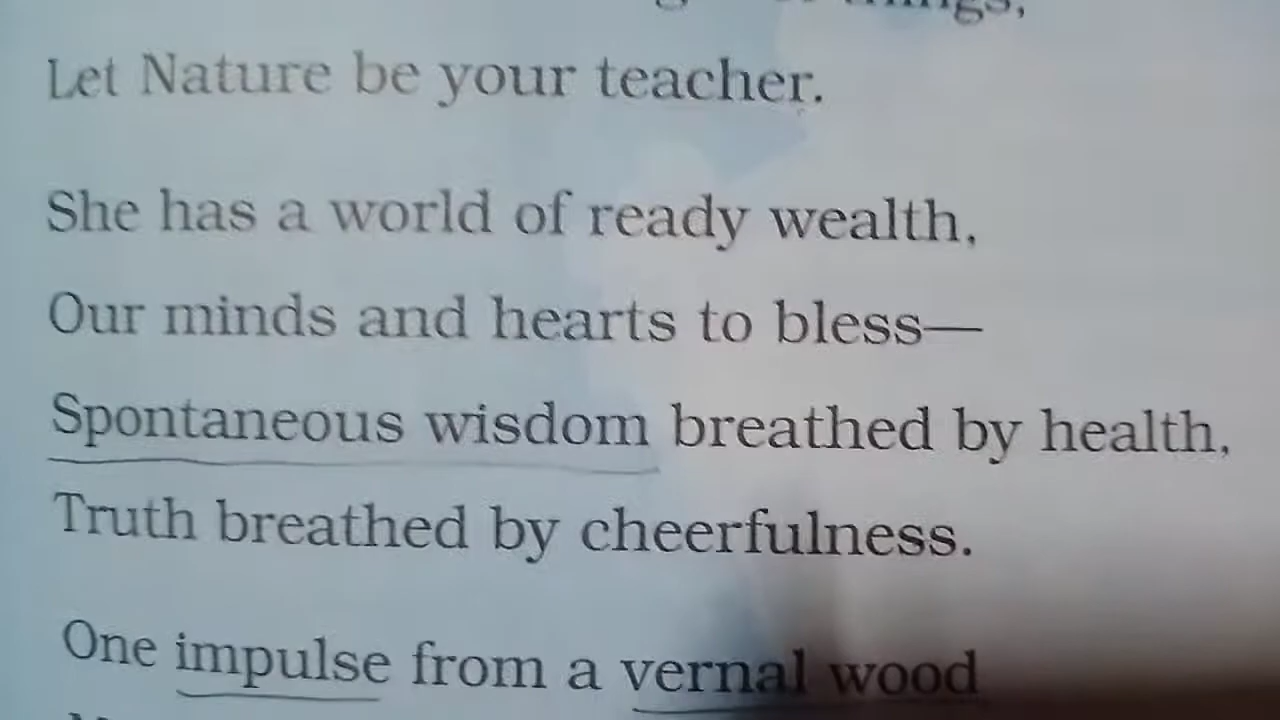 Let Nature be your teacher.
She has a world of ready wealth,
Our minds and hearts to bless—
Spontaneous wisdom breathed by health,
Truth breathed by cheerfulness.
One impulse from a vernal wood